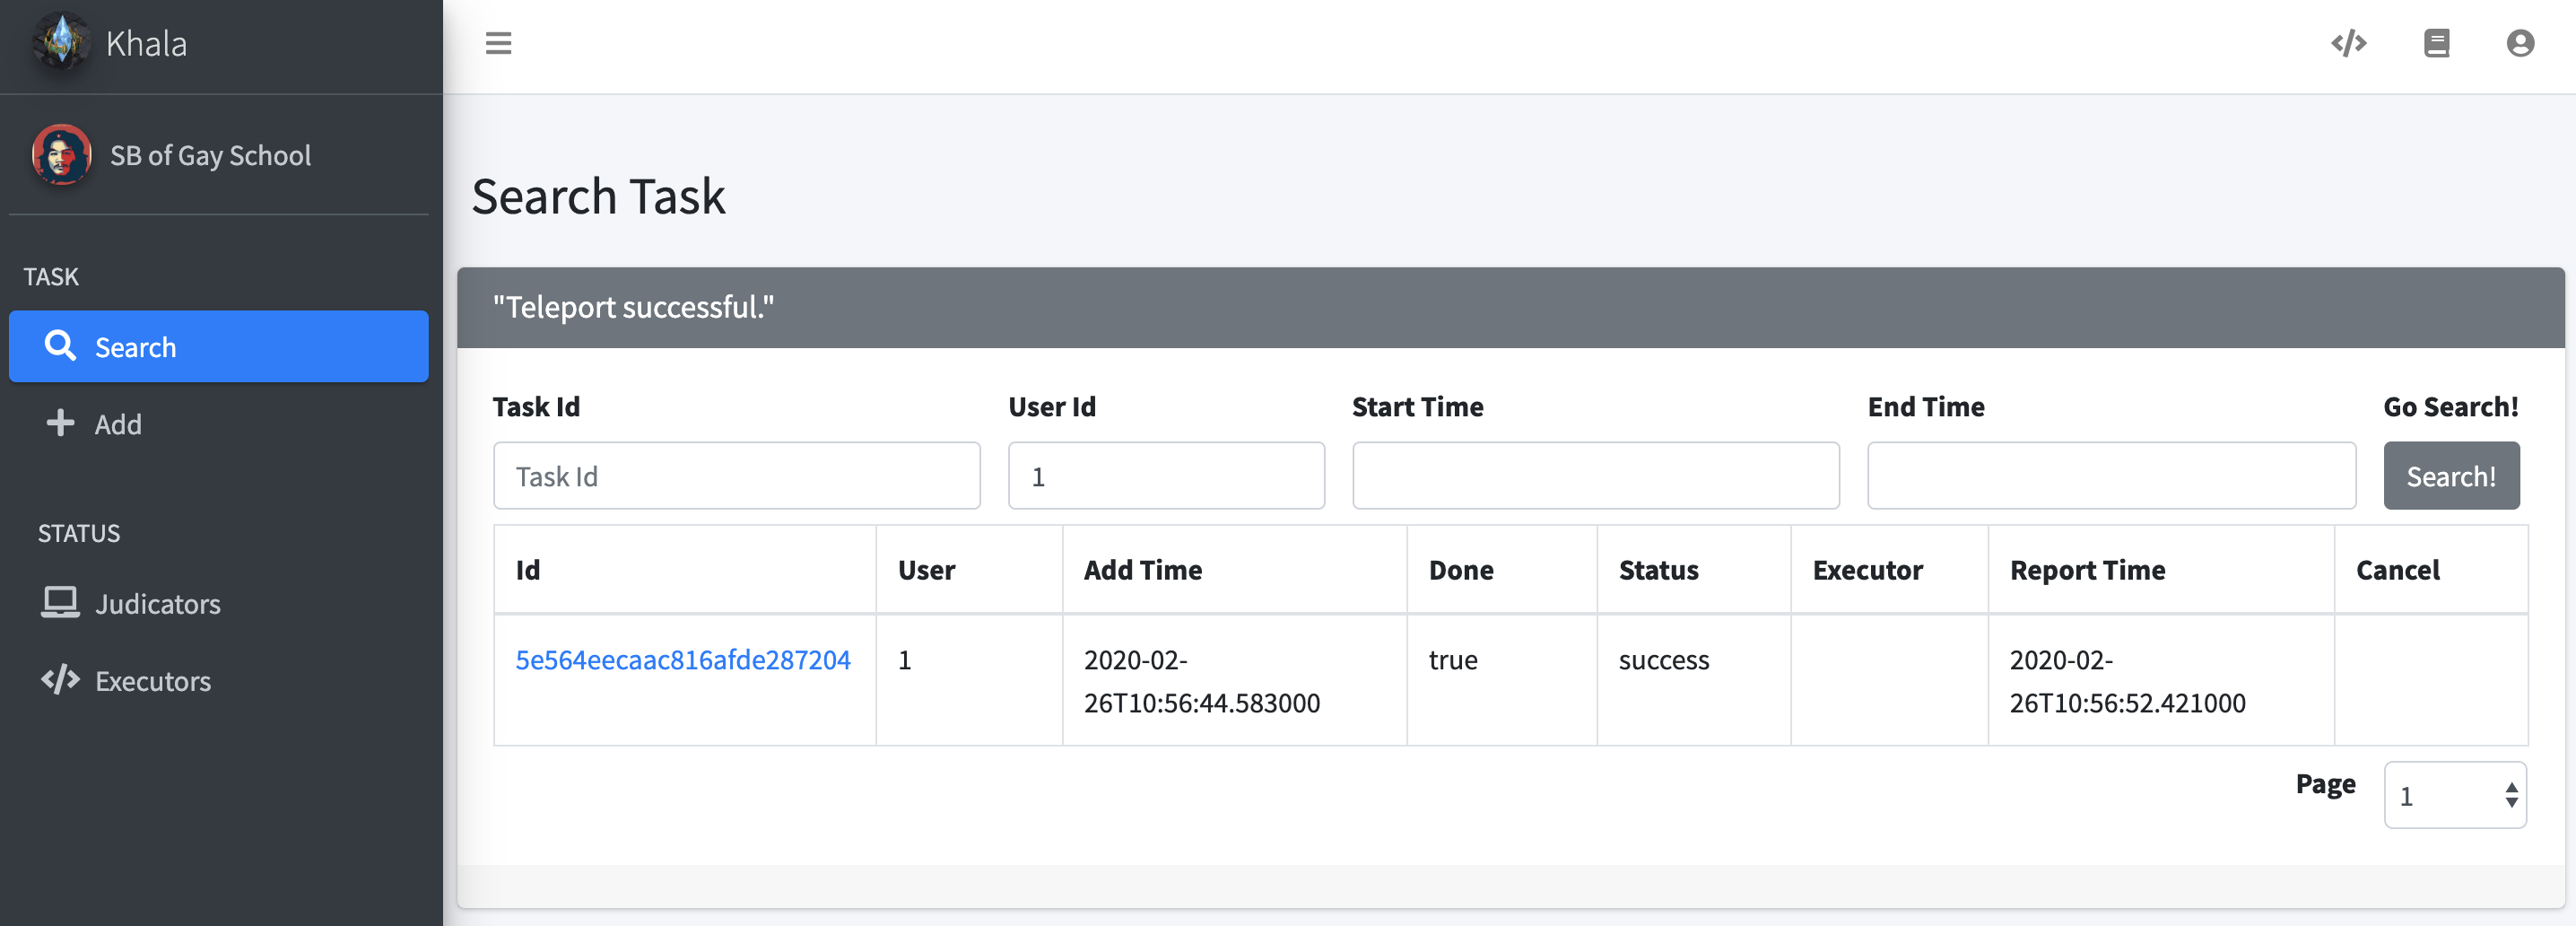 Khala
SB of Gay School
TASK
Search
Add
STATUS
Judicators
Executors
Search Task
"Teleport successful."
Task Id User Id Start Time End Time Go Search!
Task Id 1 Search!
Id User Add Time Done Status Executor Report Time Cancel
5e564eecaac816afde287204 1 2020-02- true success 2020-02-
26T10:56:44.583000 26T10:56:52.421000
Page 1